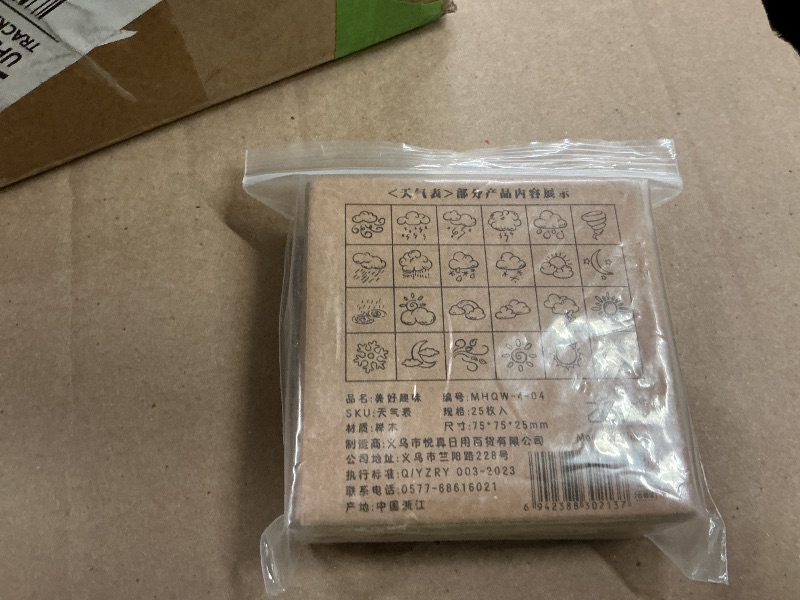 TRACK
<天气表>部分产品内容展示
品名:美好趣味 编号:MHQW-4-04
SKU:天气表 规格:25枚入
材质:榉木 尺寸:75*75*25mm
制造商:义乌市悦真日用百货有限公司
公司地址:义乌市兰阳路228号
执行标准:Q/YZRY 003-2023
联系电话:0577-68616021
产地:中国浙江
6 942388 302137